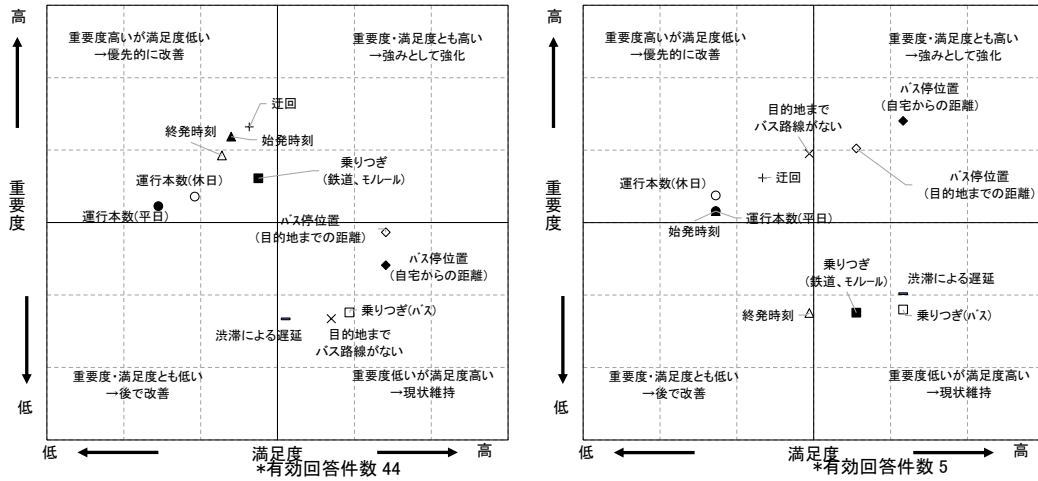 高
重要度高いが満足度低い
→優先的に改善
重要度・満足度とも高い
→強みとして強化
迂回
終発時刻
始発時刻
乗りつぎ
(鉄道、モノレール)
運行本数(休日)
運行本数(平日)
重要度
バス停位置
(目的地までの距離)
バス停位置
(自宅からの距離)
乗りつぎ(バス)
渋滞による遅延
目的地まで
バス路線がない
重要度・満足度とも低い
→後で改善
重要度低いが満足度高い
→現状維持
低
低
満足度
高
*有効回答件数 44
高
重要度高いが満足度低い
→優先的に改善
重要度・満足度とも高い
→強みとして強化
バス停位置
(自宅からの距離)
目的地まで
バス路線がない
迂回
バス停位置
(目的地までの距離)
運行本数(休日)
運行本数(平日)
始発時刻
重要度
乗りつぎ
(鉄道、モノレール)
渋滞による遅延
終発時刻
乗りつぎ(バス)
重要度・満足度とも低い
→後で改善
重要度低いが満足度高い
→現状維持
低
低
満足度
高
*有効回答件数 5